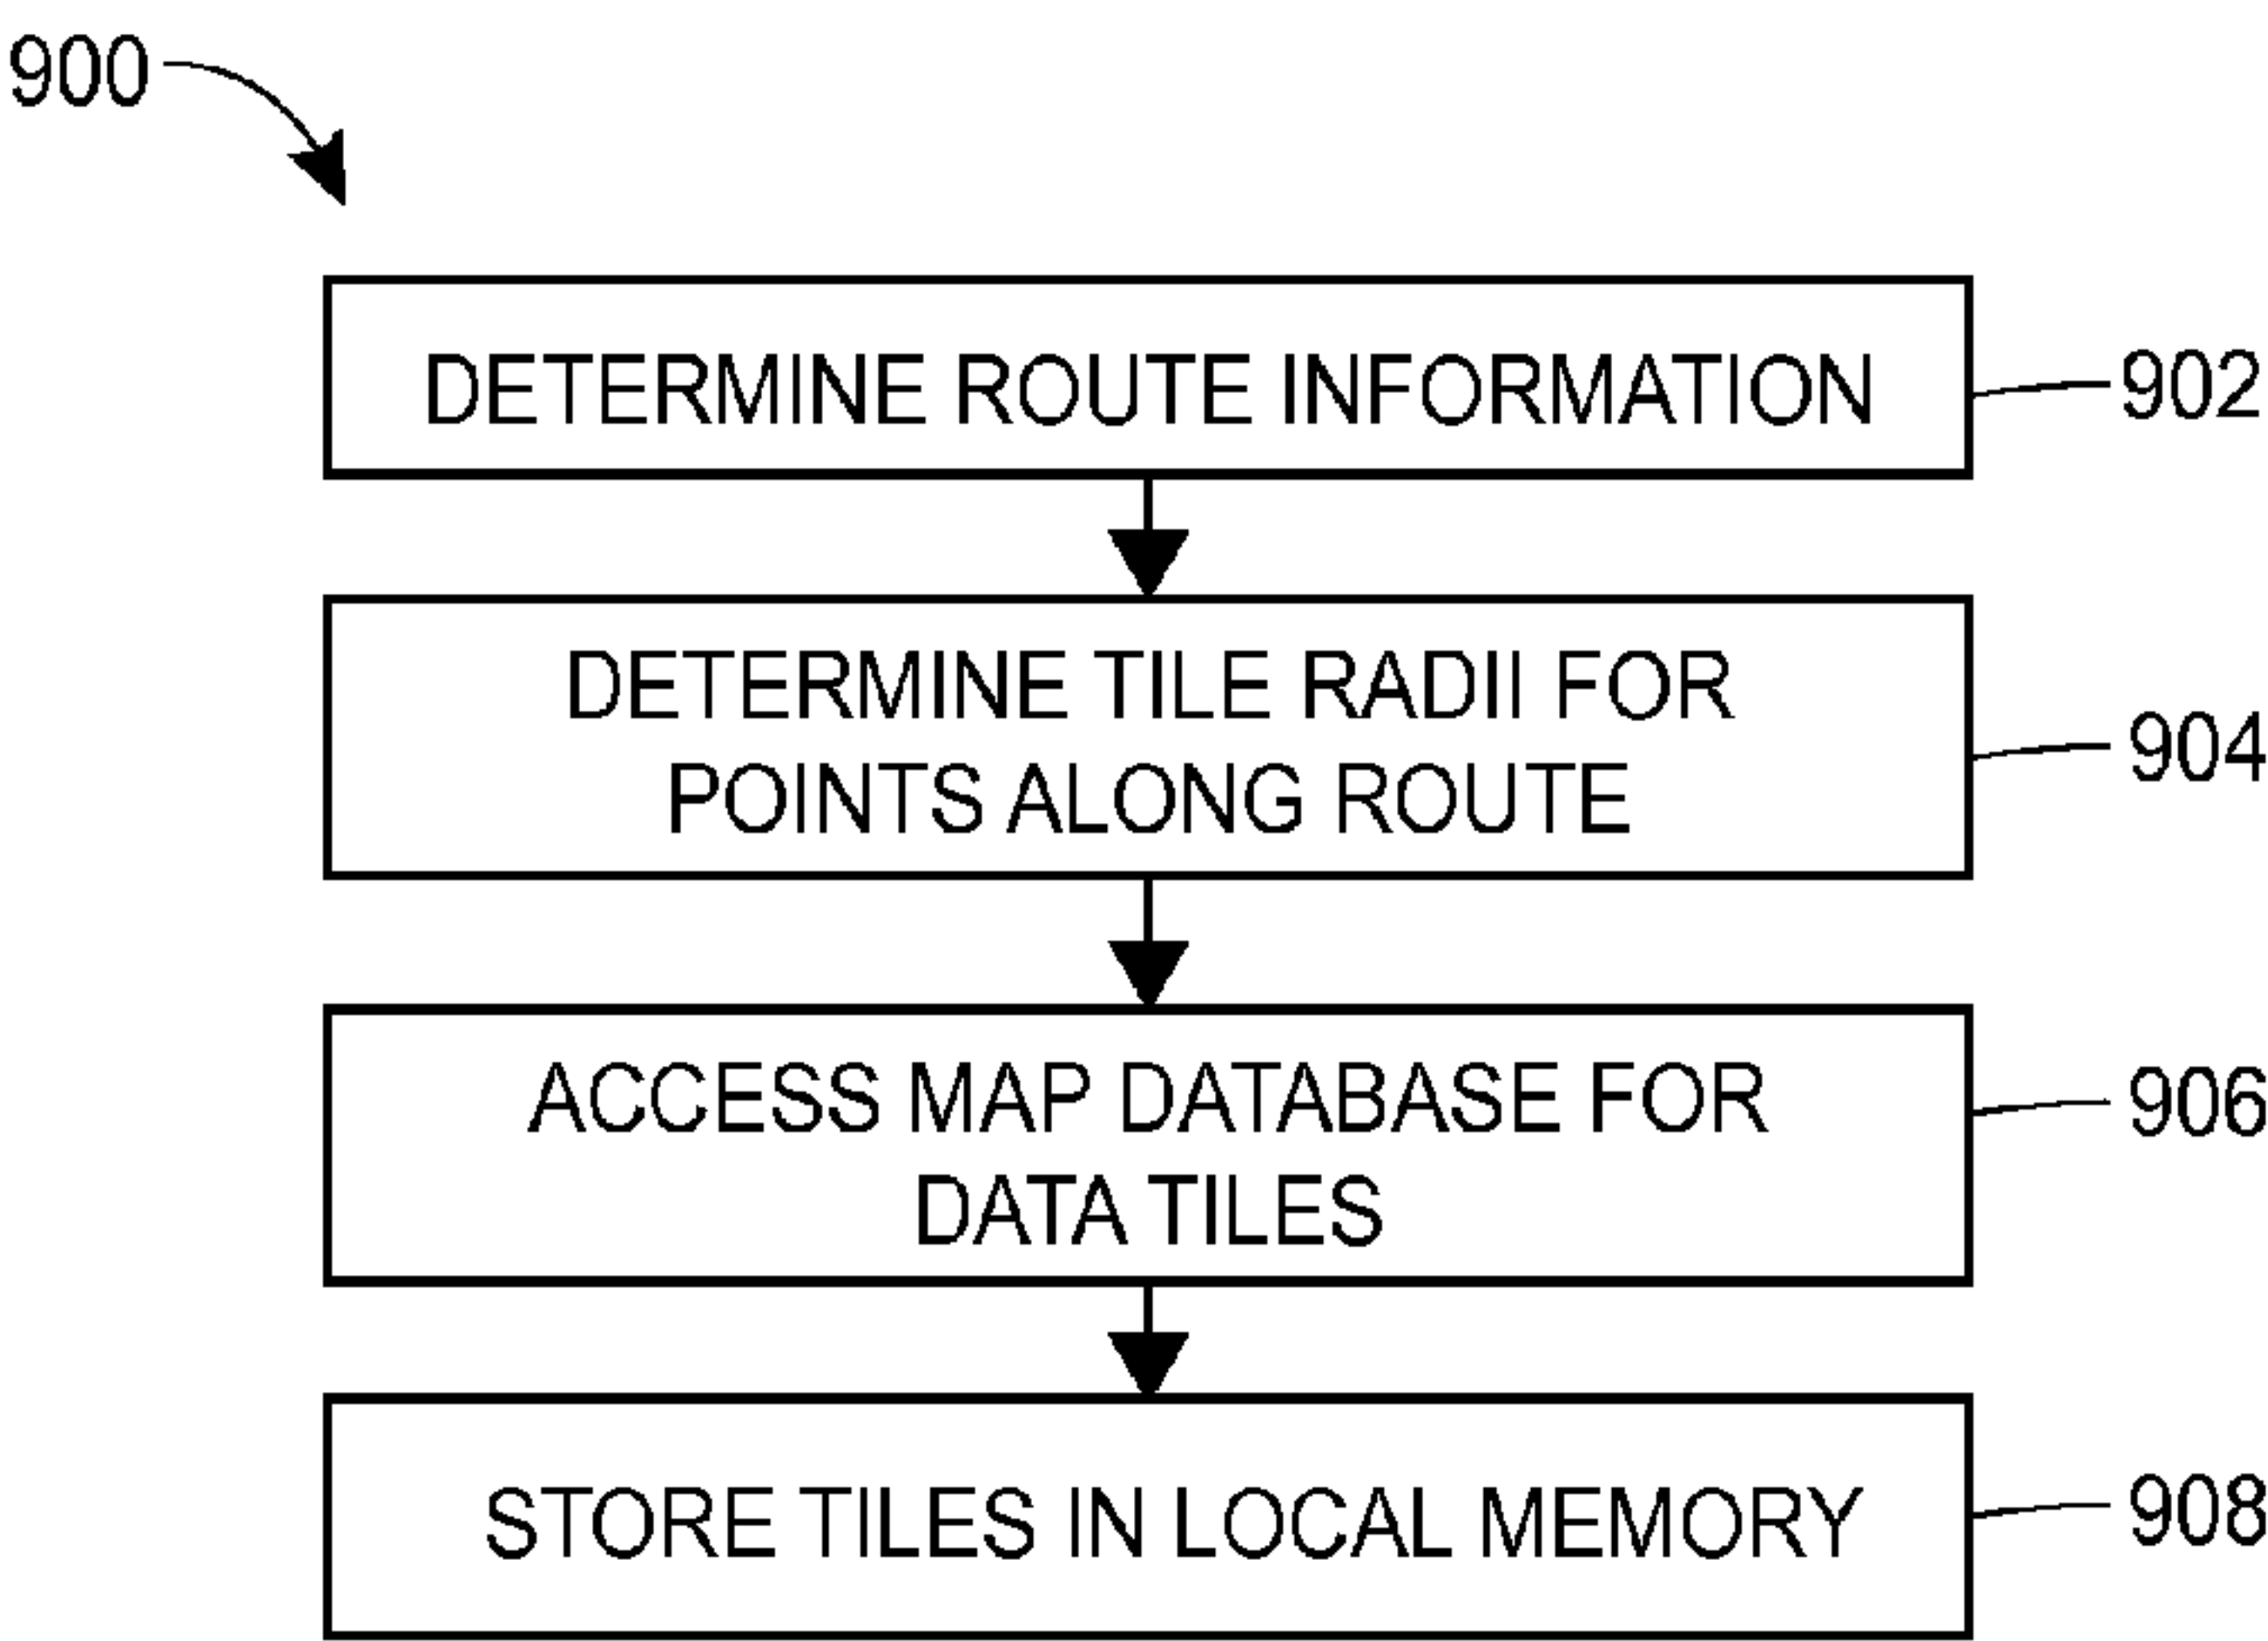 900
DETERMINE ROUTE INFORMATION
902
DETERMINE TILE RADII FOR
POINTS ALONG ROUTE
904
ACCESS MAP DATABASE FOR
DATA TILES
906
STORE TILES IN LOCAL MEMORY
908